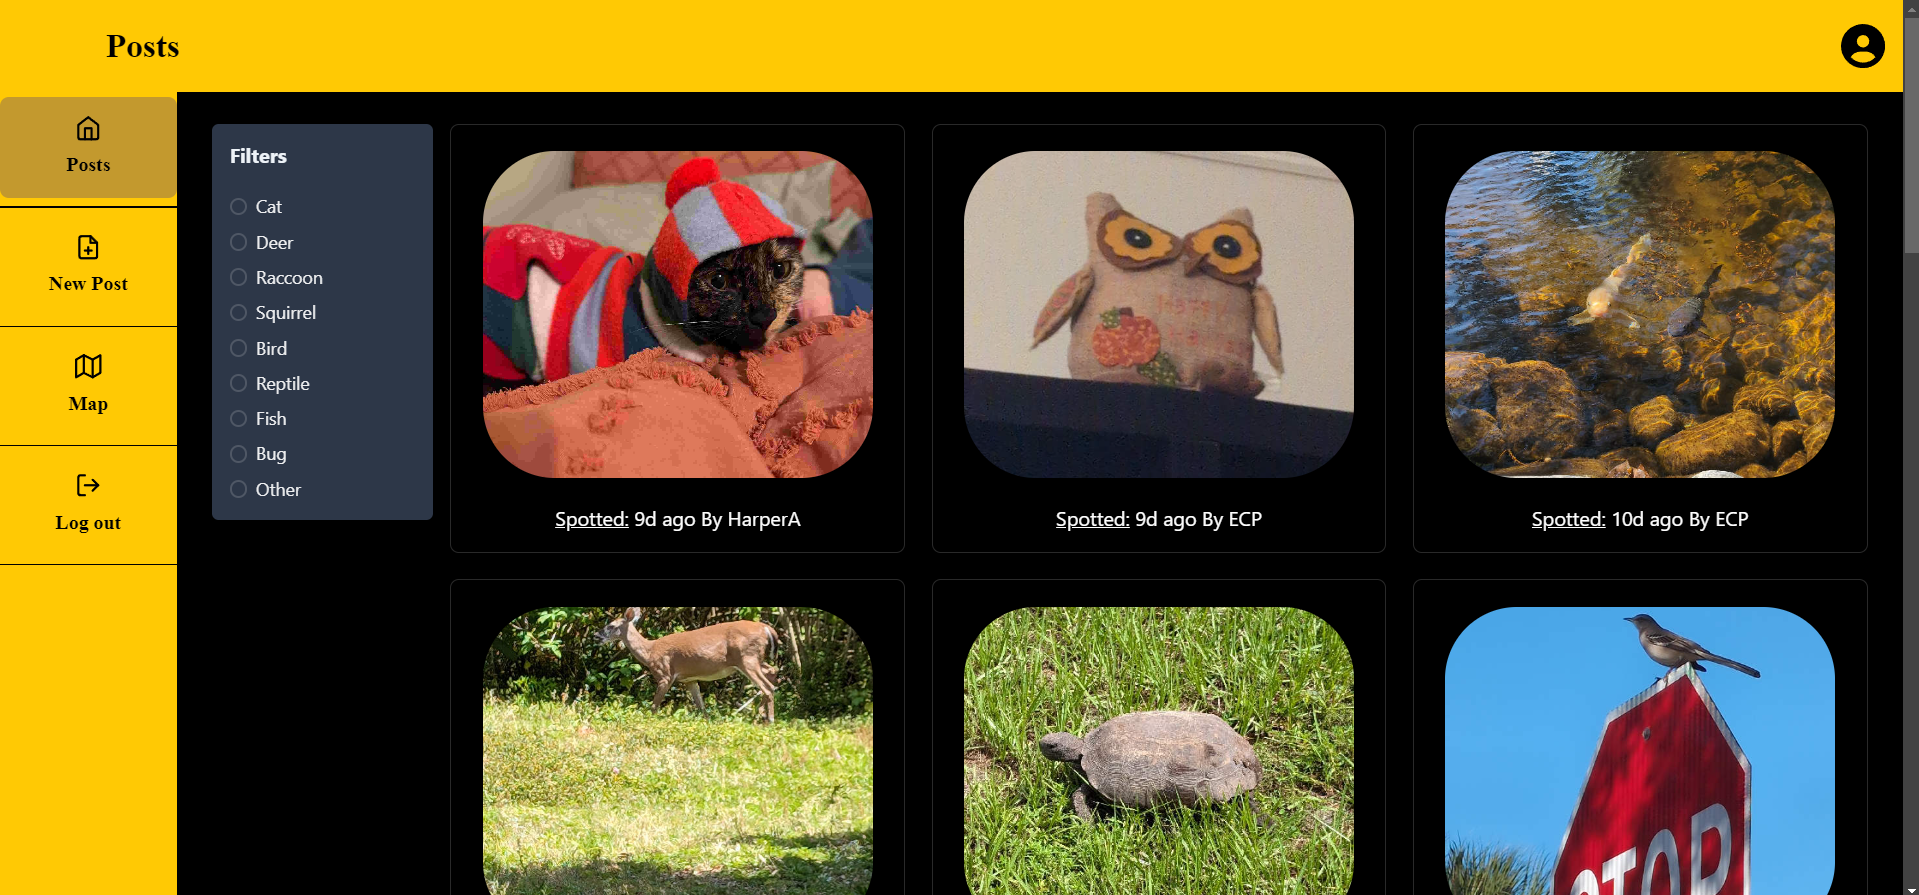 Posts
Posts
New Post
Map
Log out
Filters
Cat
Deer
Raccoon
Squirrel
Bird
Reptile
Fish
Bug
Other
Spotted: 9d ago By HarperA
Spotted: 9d ago By ECP
Spotted: 10d ago By ECP
STOP